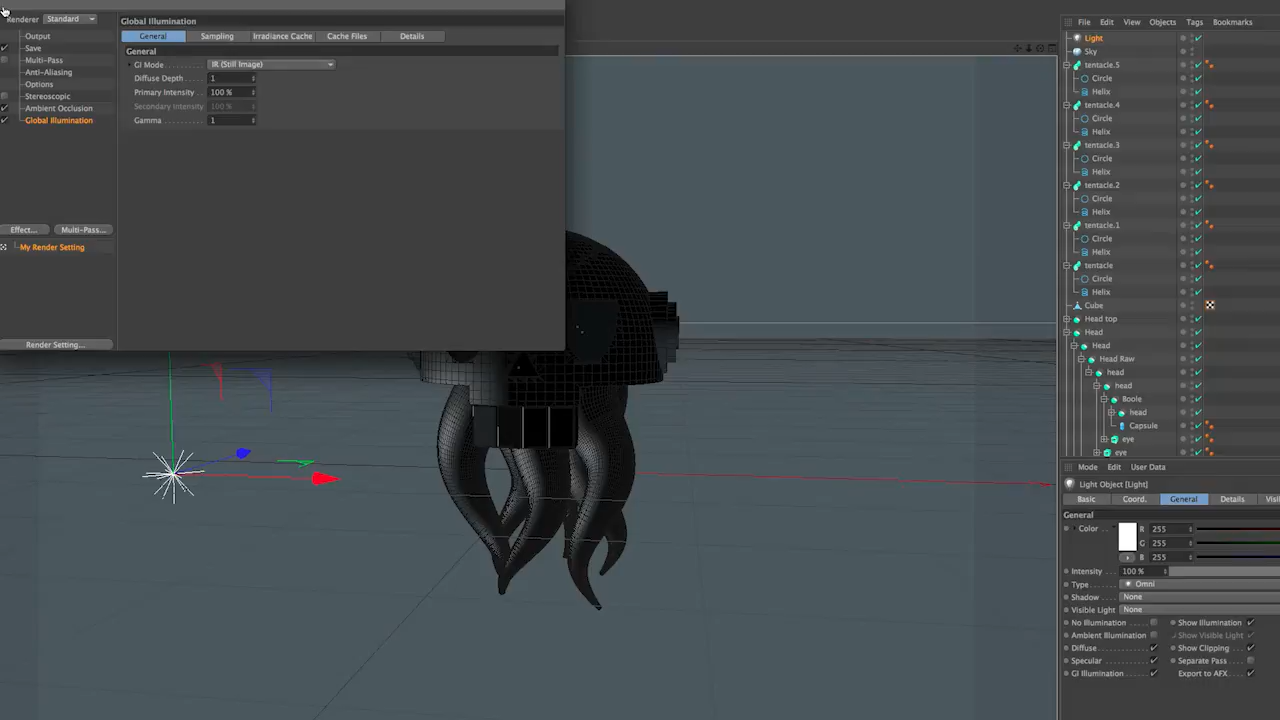 Renderer Standard
Output
Save
Multi-Pass
Anti-Aliasing
Options
Stereoscopic
Ambient Occlusion
Global Illumination
Effect...
Multi-Pass...
My Render Setting
Render Setting...
Global Illumination
General Sampling Irradiance Cache Cache Files Details
General
GI Mode IR (Still Image)
Diffuse Depth 1
Primary Intensity 100 %
Secondary Intensity 100 %
Gamma 1
File Edit View Objects Tags Bookmarks
Light
Sky
tentacle.5
Circle
Helix
tentacle.4
Circle
Helix
tentacle.3
Circle
Helix
tentacle.2
Circle
Helix
tentacle.1
Circle
Helix
tentacle
Circle
Helix
Cube
Head top
Head
Head
Head Raw
head
head
Boole
head
Capsule
eye
eye
Mode Edit User Data
Light Object [Light]
Basic Coord. General Details
General
Color R 255
G 255
B 255
Intensity 100 %
Type Omni
Shadow None
Visible Light None
No Illumination Show Illumination
Ambient Illumination Show Visible Light
Diffuse Show Clipping
Specular Separate Pass
GI Illumination Export to AFX